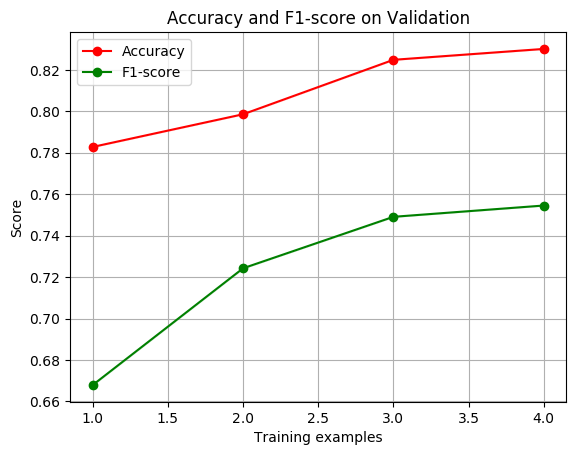 Accuracy and F1-score on Validation
Accuracy
F1-score
0.82
0.80
0.78
0.76
0.74
0.72
0.70
0.68
0.66
Score
1.0 1.5 2.0 2.5 3.0 3.5 4.0
Training examples